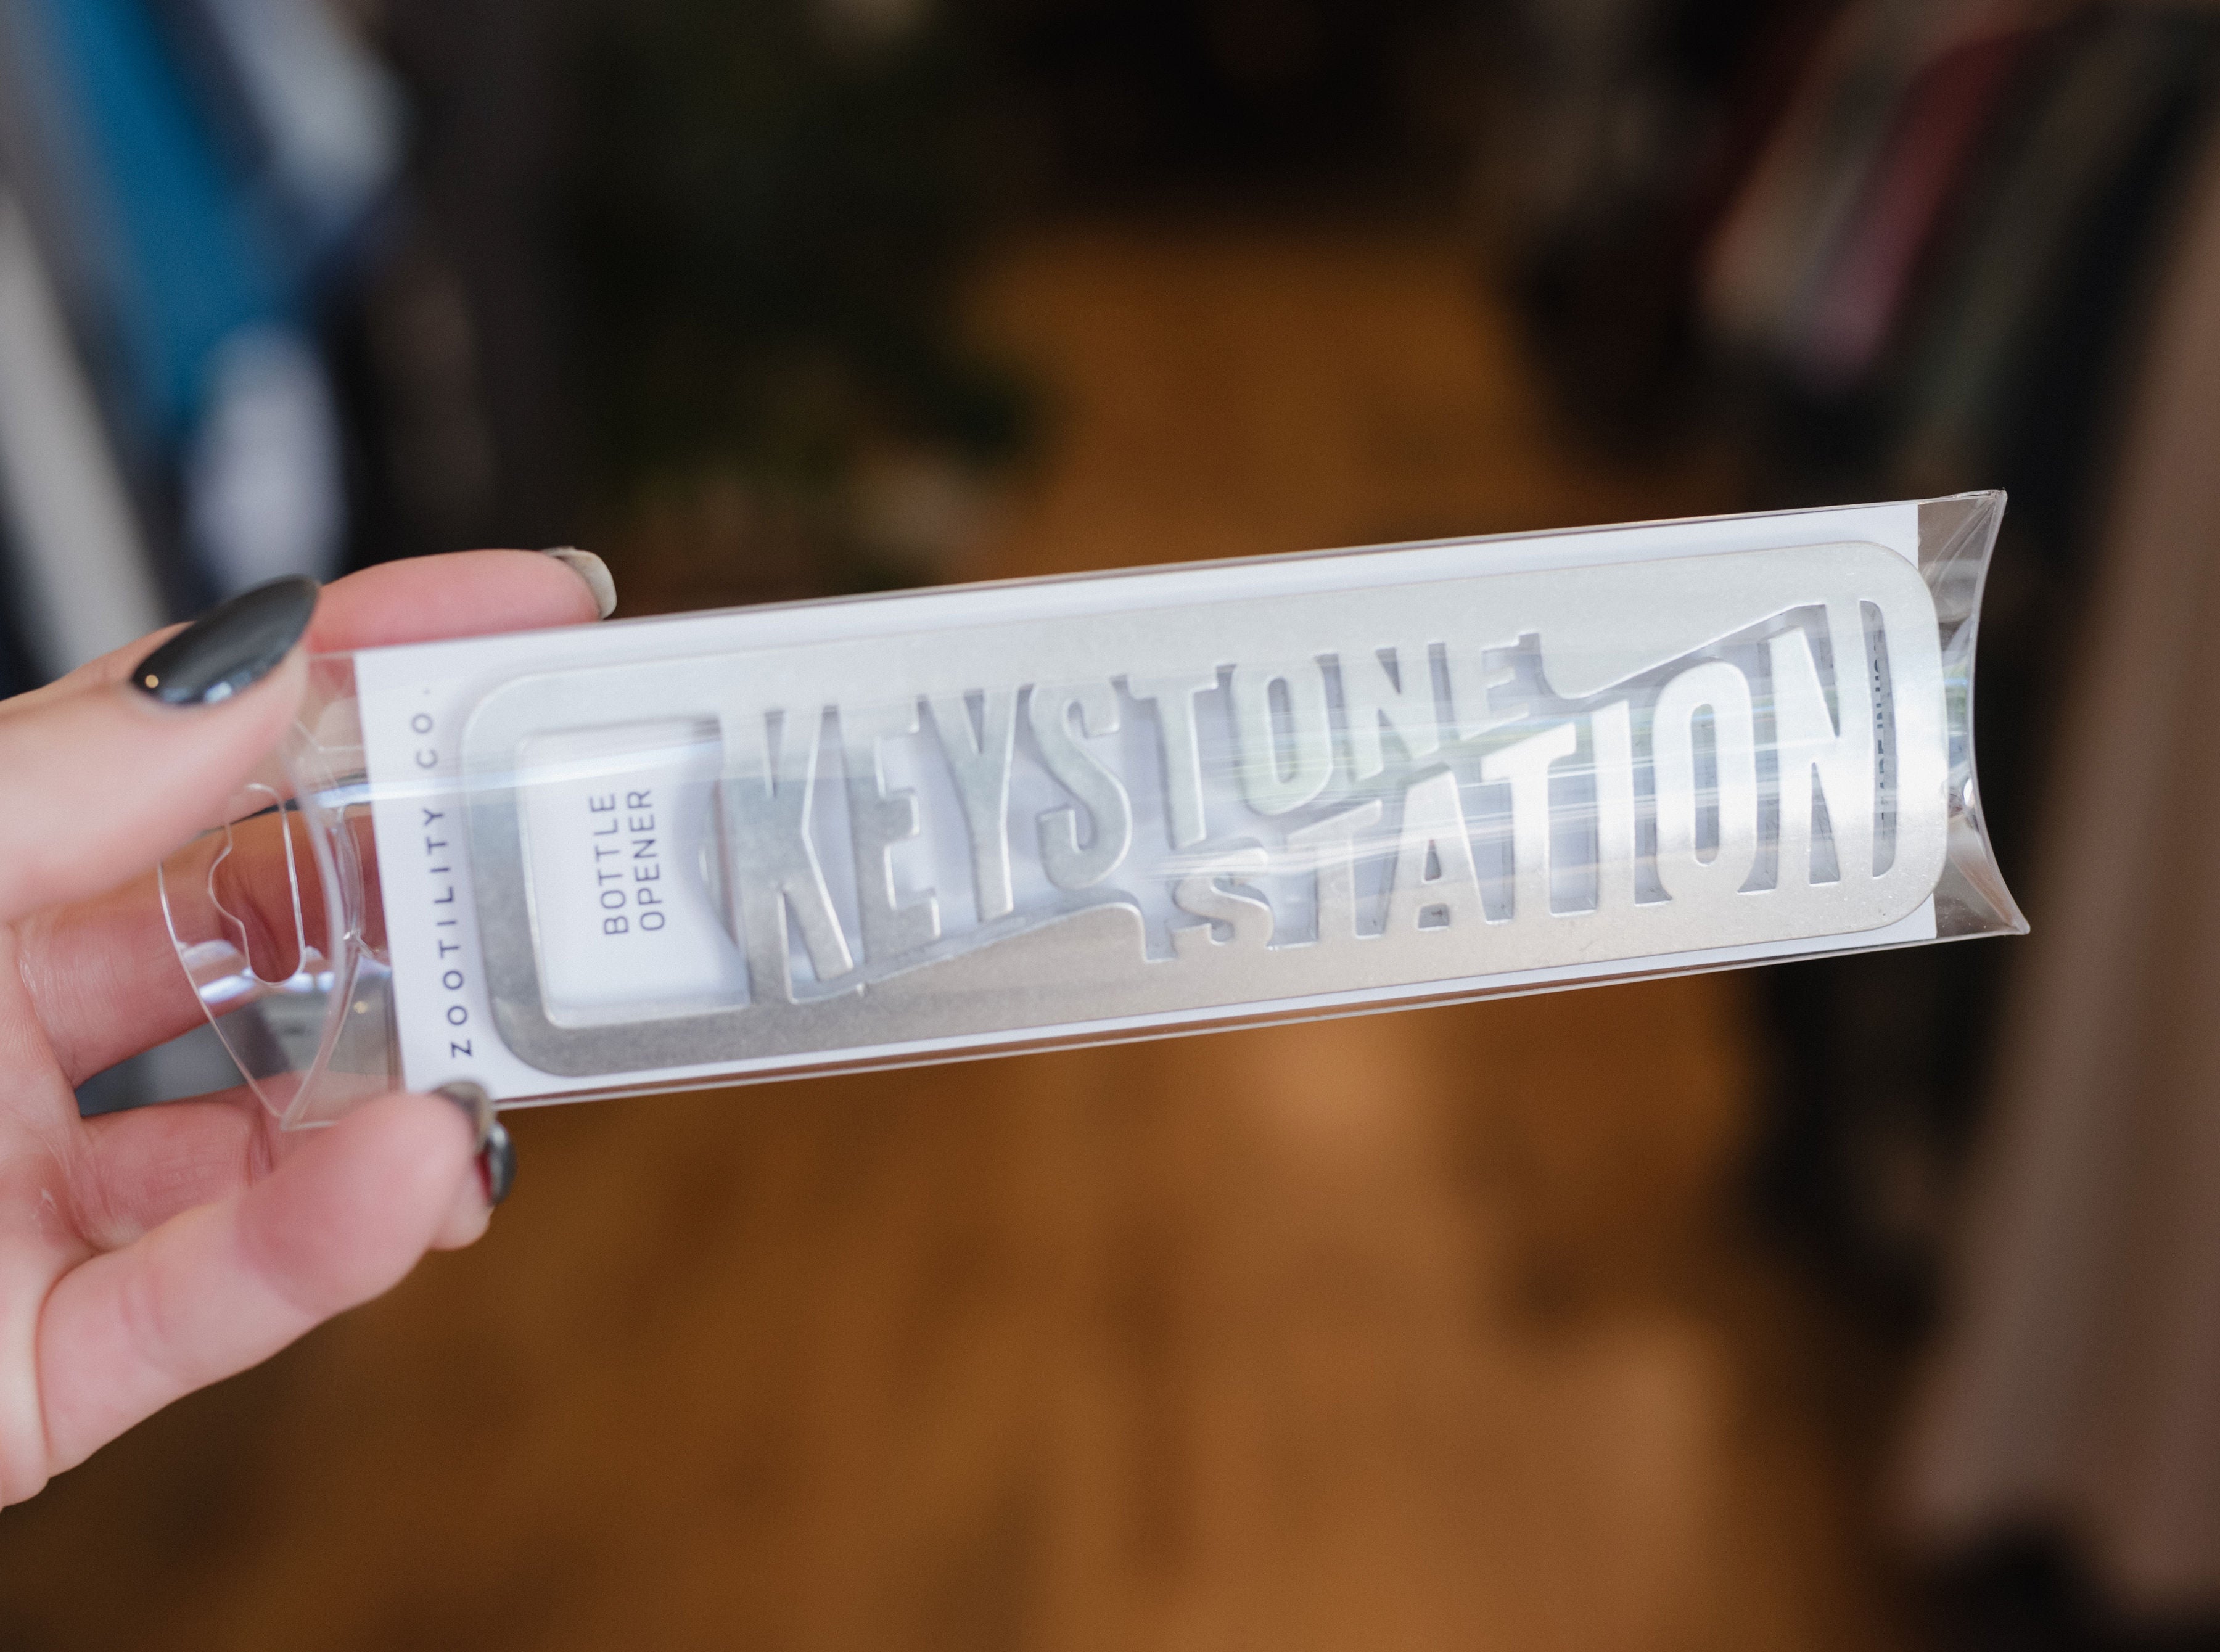 ZOOTILITY CO.
BOTTLE
OPENER
KEYSTONE
STATION